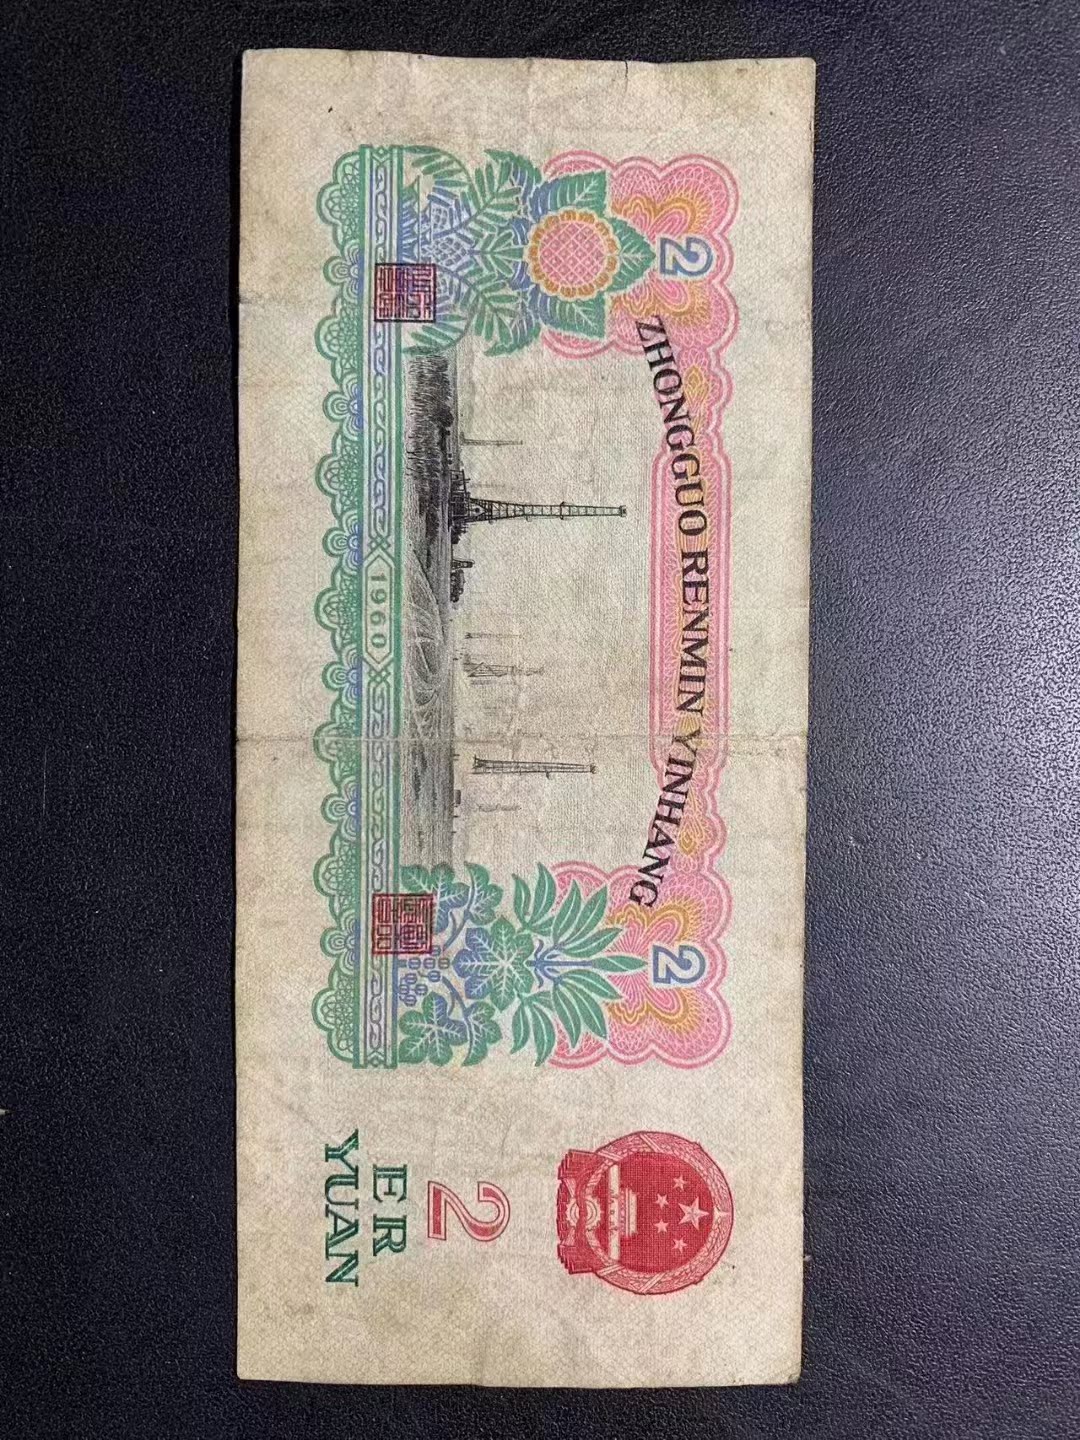 ZHONGGUO RENMIN YINHANG
2
2
1960
2
ER
YUAN